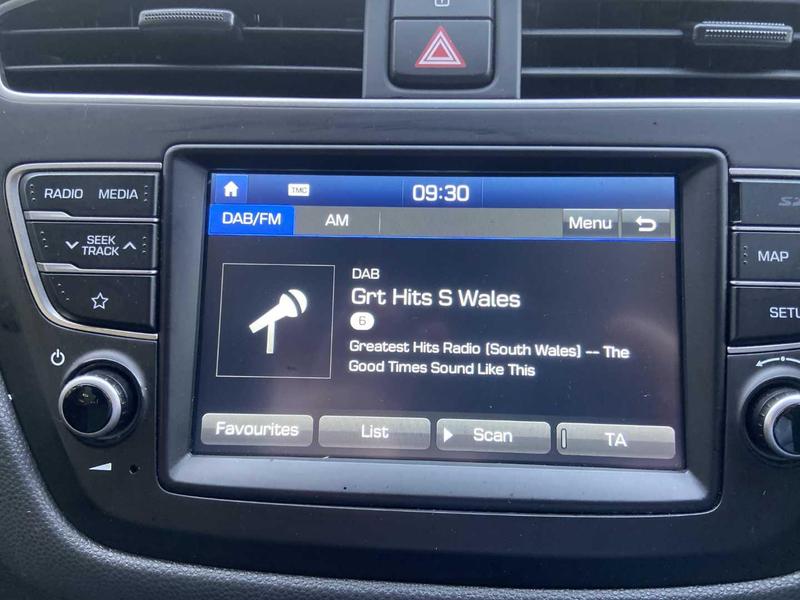 RADIO MEDIA
SEEK
TRACK
TMC
09:30
DAB/FM AM Menu
DAB
Grt Hits S Wales
6
Greatest Hits Radio (South Wales) -- The
Good Times Sound Like This
Favourites List Scan TA
MAP